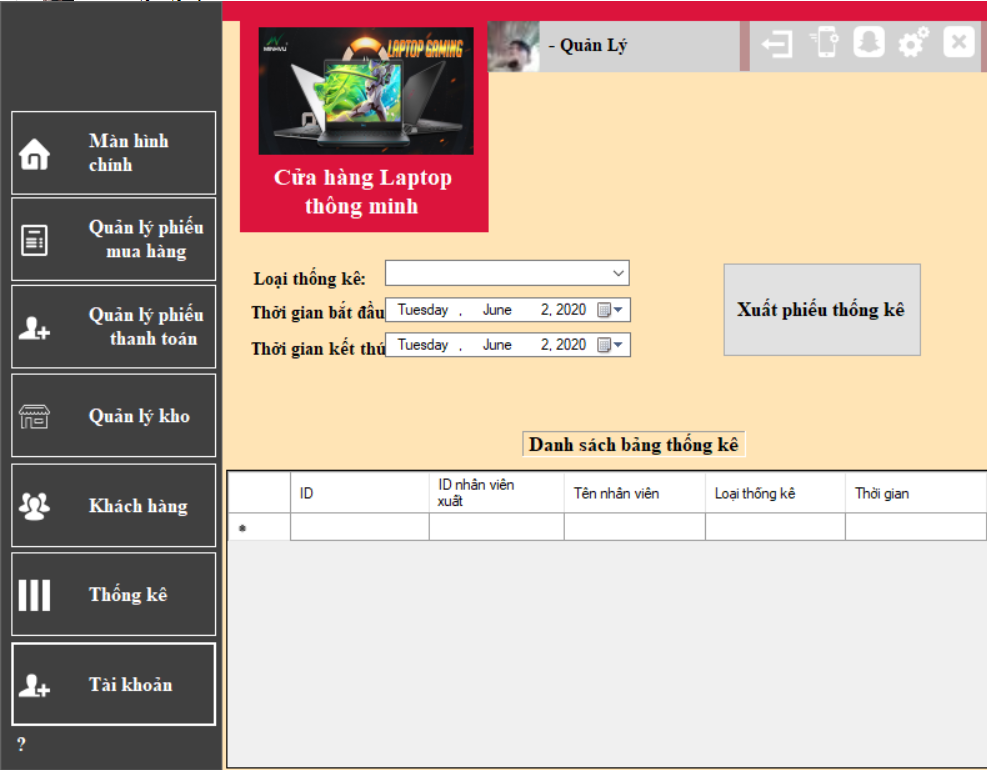 MINHVU
LAPTOP GAMING
- Quản Lý
Cửa hàng Laptop
thông minh
Màn hình
chính
Quản lý phiếu
mua hàng
Quản lý phiếu
thanh toán
Quản lý kho
Khách hàng
Thống kê
Tài khoản
?
Loại thống kê:
Thời gian bắt đầu
Tuesday , June 2, 2020
Thời gian kết thú
Tuesday , June 2, 2020
Xuất phiếu thống kê
Danh sách bảng thống kê
ID
ID nhân viên
xuất
Tên nhân viên
Loại thống kê
Thời gian